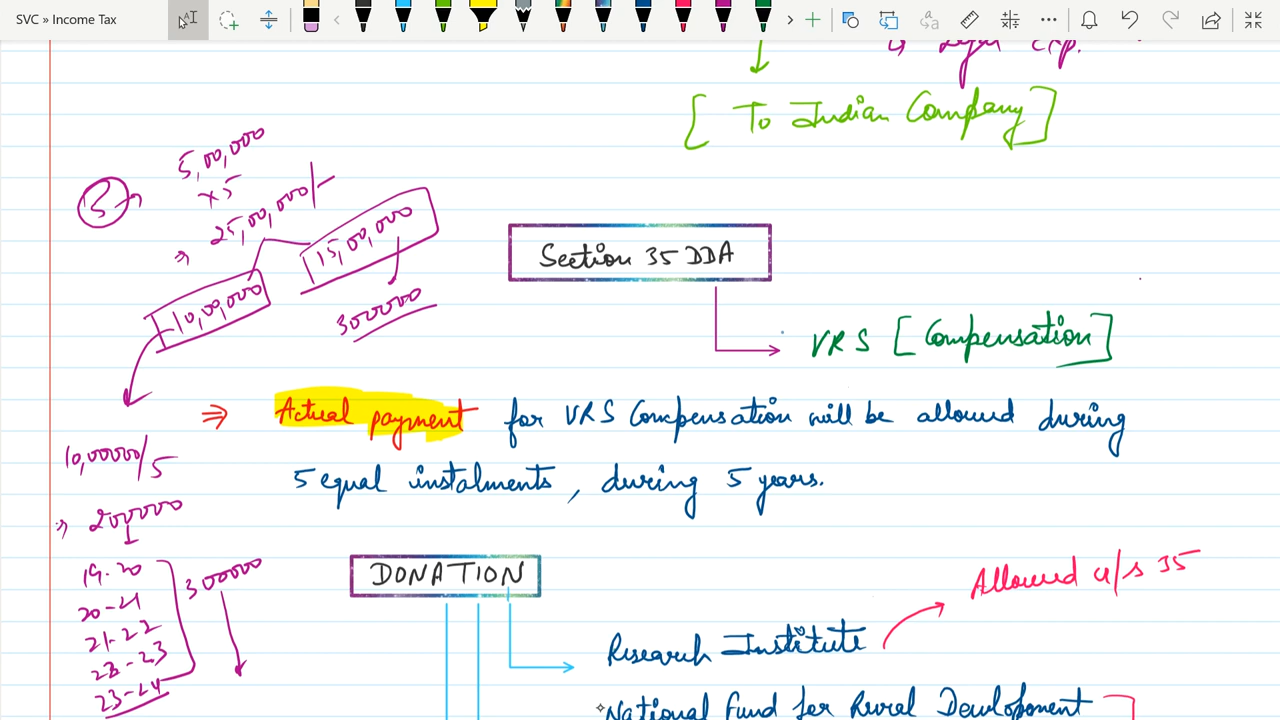 SVC » Income Tax
[ To Indian Company ]
5,00,000
x 5
⇒ 25,00,000/-
15,00,000
10,00,000
300000
Section 35 DDA
VRS [ Compensation ]
⇒ Actual payment for VRS Compensation will be allowed during
5 equal instalments, during 5 years.
10,00000/5
⇒ 200000
19-20
20-21
21-22
22-23
23-24
300000
DONATION
Allowed u/s 35
Research Institute
National Fund for Rural Development